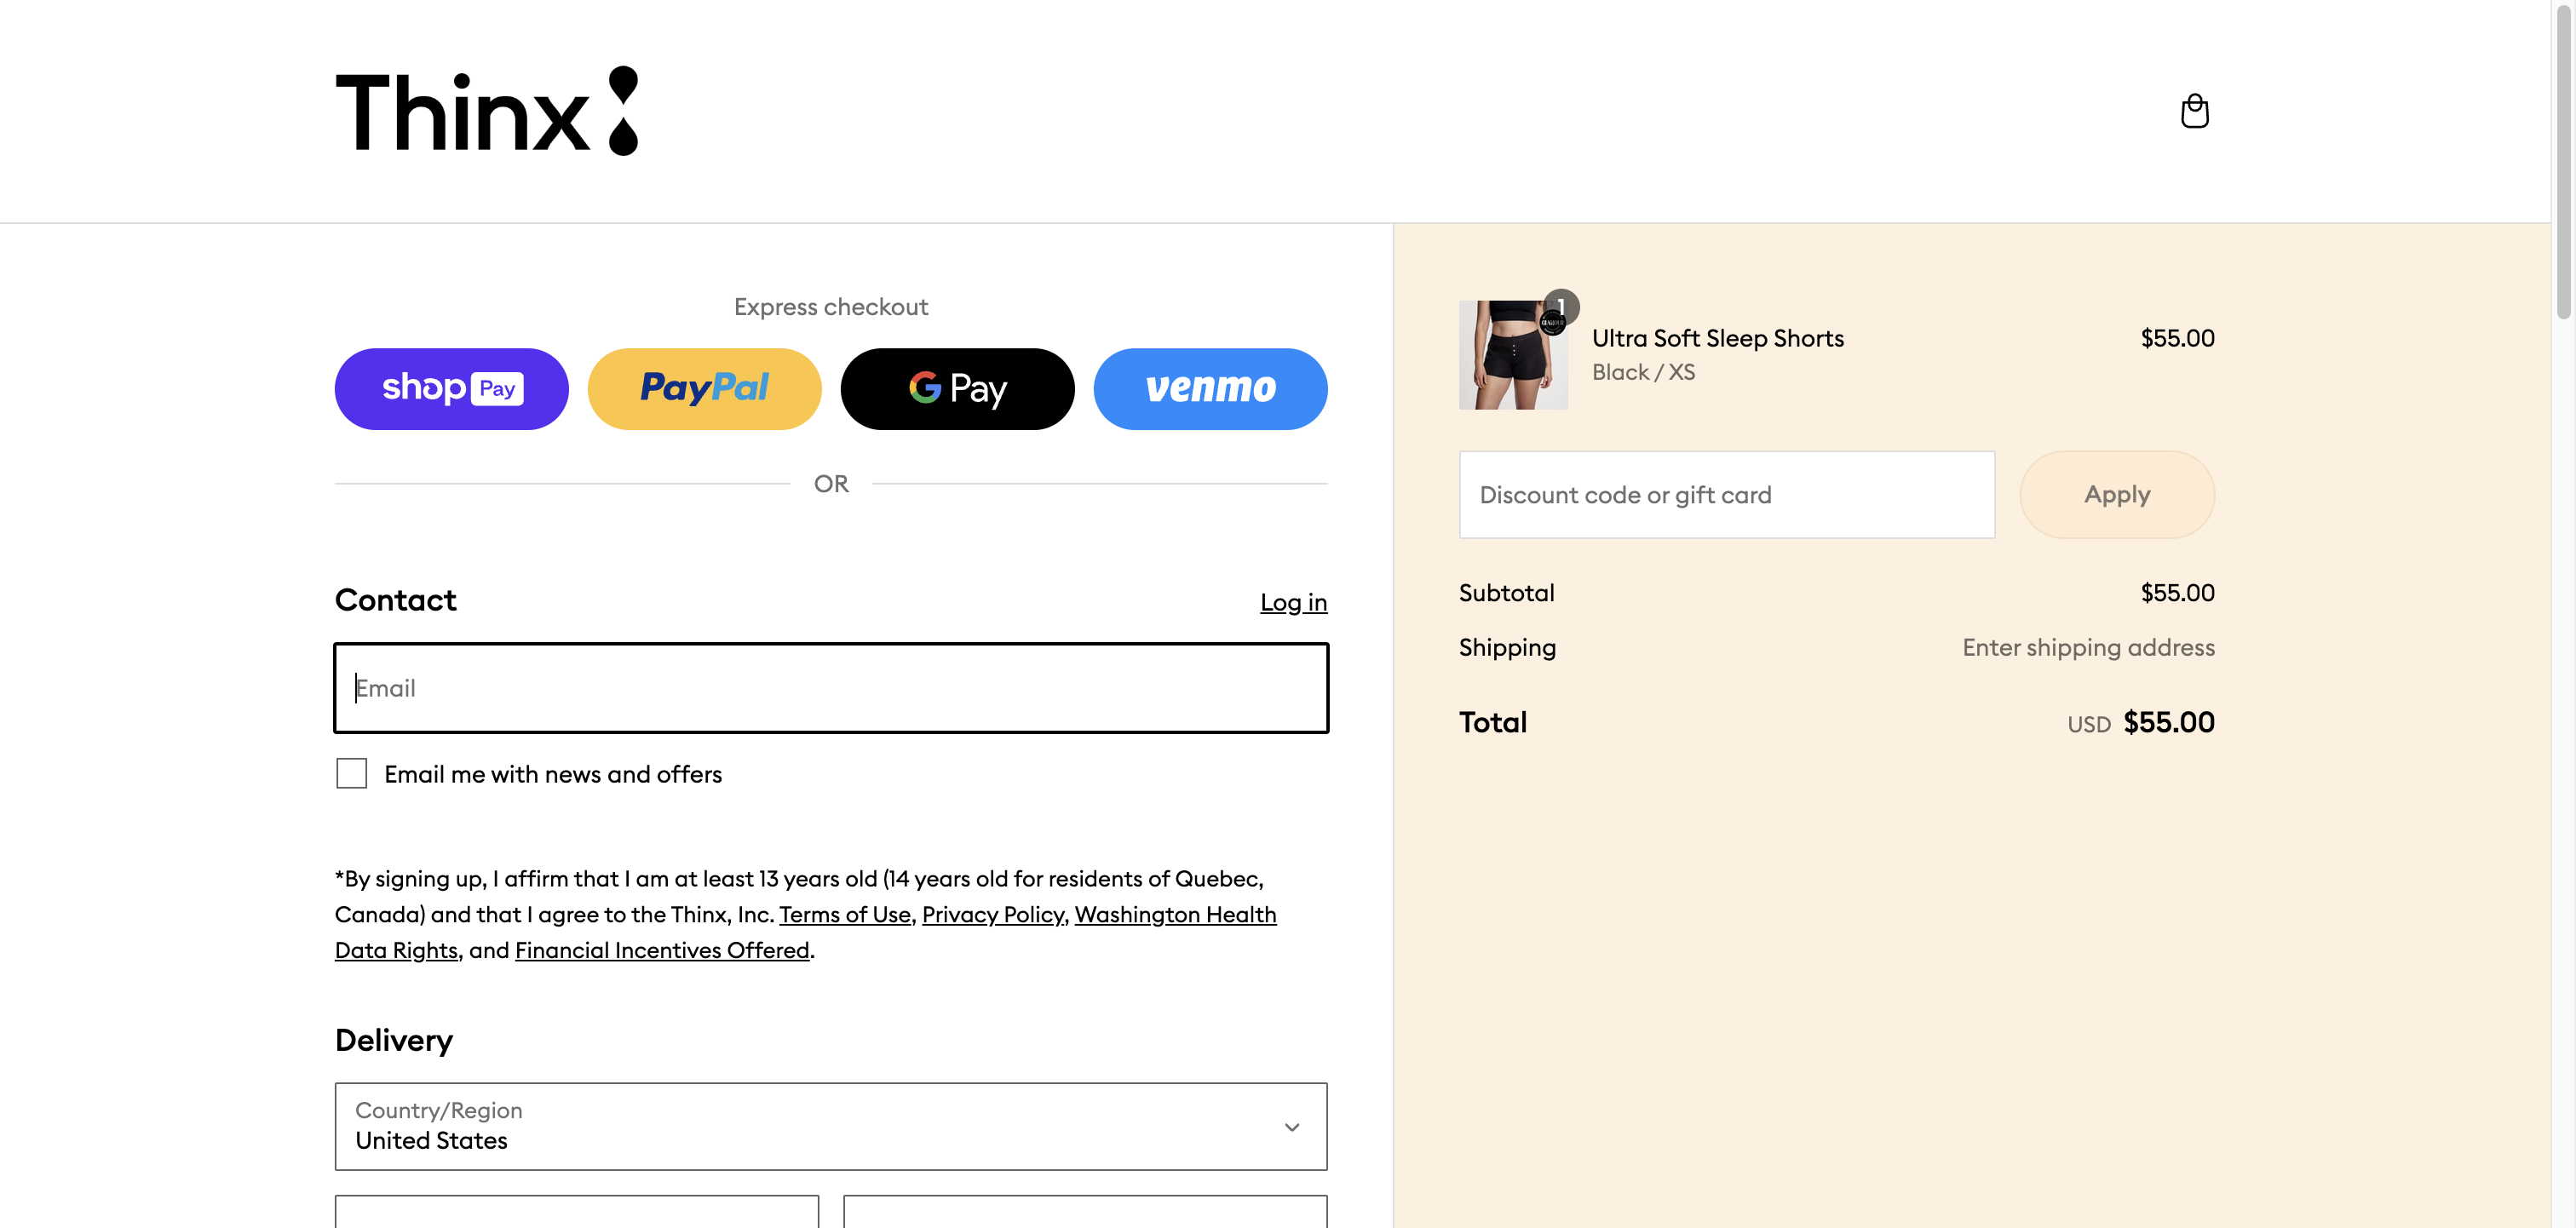 Thinx
Express checkout
shop Pay
PayPal
G Pay
venmo
OR
Contact
Log in
Email
Email me with news and offers
*By signing up, I affirm that I am at least 13 years old (14 years old for residents of Quebec,
Canada) and that I agree to the Thinx, Inc. Terms of Use, Privacy Policy, Washington Health
Data Rights, and Financial Incentives Offered.
Delivery
Country/Region
United States
1
Ultra Soft Sleep Shorts
$55.00
Black / XS
Discount code or gift card
Apply
Subtotal
$55.00
Shipping
Enter shipping address
Total
USD $55.00